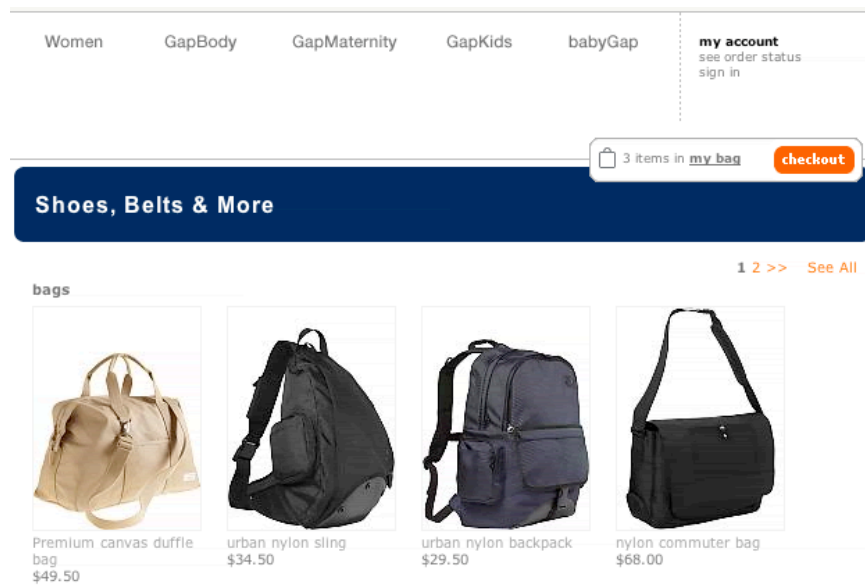 Women GapBody GapMaternity GapKids babyGap
my account
see order status
sign in
3 items in my bag checkout
Shoes, Belts & More
1 2 >> See All
bags
Premium canvas duffle bag
$49.50
urban nylon sling
$34.50
urban nylon backpack
$29.50
nylon commuter bag
$68.00